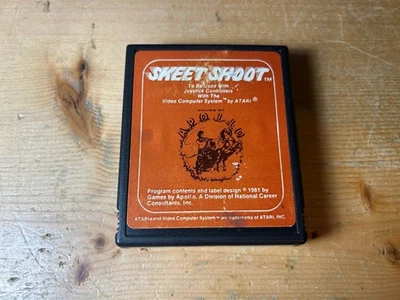 SKEET SHOOT™
To Be Used With
Joystick Controllers
With The
Video Computer System™ by ATARI®
GAMES BY
APOLLO
Program contents and label design © 1981 by
Games by Apollo. A Division of National Career
Consultants, Inc.
ATARI and Video Computer System™ are trademarks of ATARI, INC.